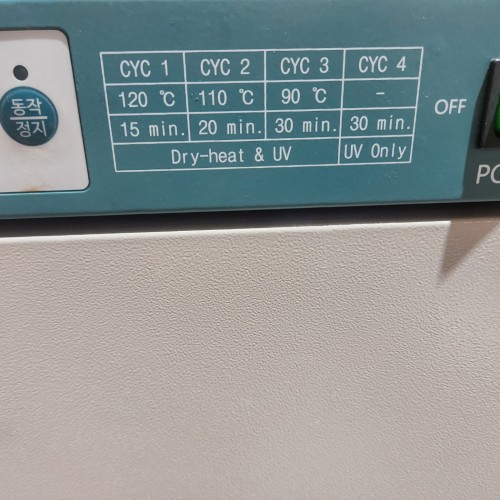 동작
정지
CYC 1 CYC 2 CYC 3 CYC 4
120 ℃ 110 ℃ 90 ℃ -
15 min. 20 min. 30 min. 30 min.
Dry-heat & UV UV Only
OFF